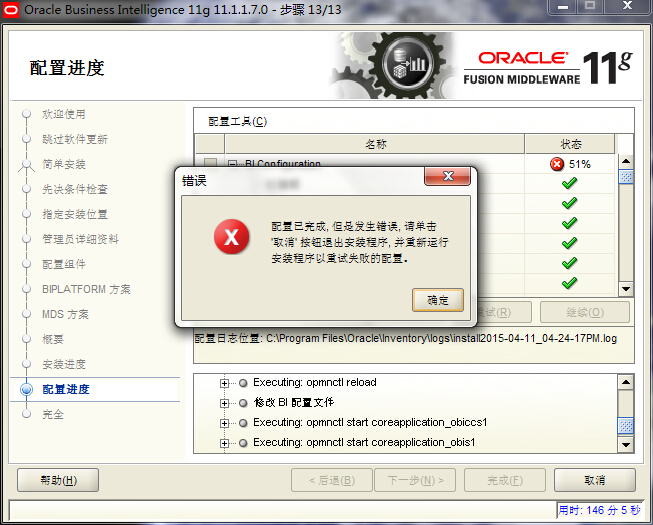 Oracle Business Intelligence 11g 11.1.1.7.0 - 步骤 13/13
配置进度
ORACLE
FUSION MIDDLEWARE
11g
欢迎使用
跳过软件更新
简单安装
先决条件检查
指定安装位置
管理员详细资料
配置组件
BIPLATFORM 方案
MDS 方案
概要
安装进度
配置进度
完全
配置工具(C)
名称
状态
BI Configuration
51%
错误
配置已完成, 但是发生错误, 请单击
'取消' 按钮退出安装程序, 并重新运行
安装程序以重试失败的配置。
确定
试(R)
继续(O)
配置日志位置: C:\Program Files\Oracle\Inventory\logs\install2015-04-11_04-24-17PM.log
Executing: opmnctl reload
修改 BI 配置文件
Executing: opmnctl start coreapplication_obiccs1
Executing: opmnctl start coreapplication_obis1
帮助(H)
< 后退(B)
下一步(N) >
完成(F)
取消
用时: 146 分 5 秒